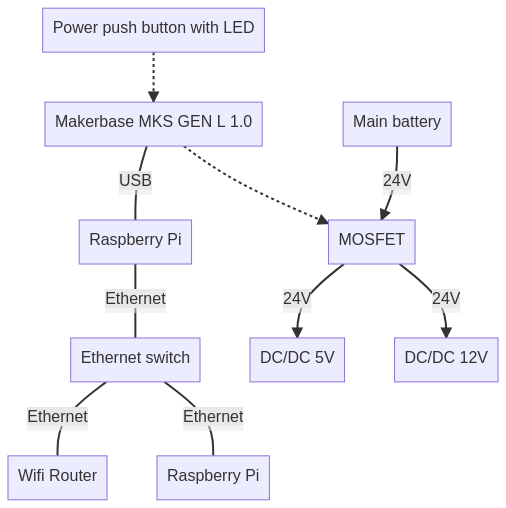 Power push button with LED
Makerbase MKS GEN L 1.0
Main battery
USB
24V
Raspberry Pi
MOSFET
Ethernet
24V
24V
Ethernet switch
DC/DC 5V
DC/DC 12V
Ethernet
Ethernet
Wifi Router
Raspberry Pi